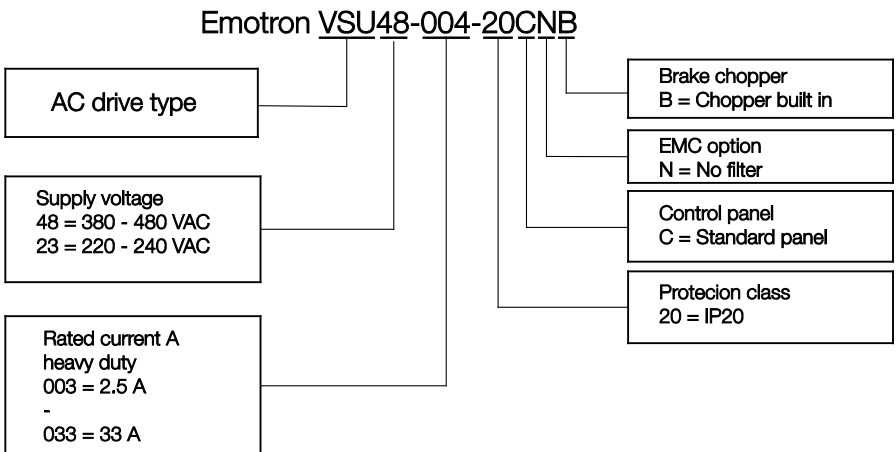 Emotron VSU48-004-20CNB
AC drive type
Supply voltage
48 = 380 - 480 VAC
23 = 220 - 240 VAC
Rated current A
heavy duty
003 = 2.5 A
-
033 = 33 A
Brake chopper
B = Chopper built in
EMC option
N = No filter
Control panel
C = Standard panel
Protecion class
20 = IP20